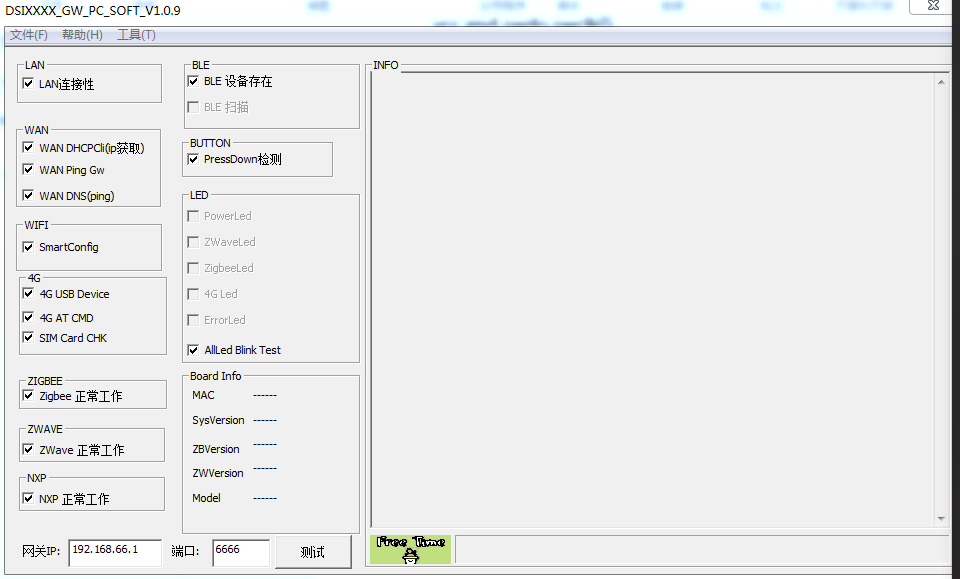 DSIXXXX_GW_PC_SOFT_V1.0.9
文件(F) 帮助(H) 工具(T)
LAN
LAN连接性
WAN
WAN DHCPCli(ip获取)
WAN Ping Gw
WAN DNS(ping)
WIFI
SmartConfig
4G
4G USB Device
4G AT CMD
SIM Card CHK
ZIGBEE
Zigbee 正常工作
ZWAVE
ZWave 正常工作
NXP
NXP 正常工作
BLE
BLE 设备存在
BLE 扫描
BUTTON
PressDown检测
LED
PowerLed
ZWaveLed
ZigbeeLed
4G Led
ErrorLed
AllLed Blink Test
Board Info
MAC ------
SysVersion ------
ZBVersion ------
ZWVersion ------
Model ------
INFO
网关IP: 192.168.66.1 端口: 6666 测试
Free Time